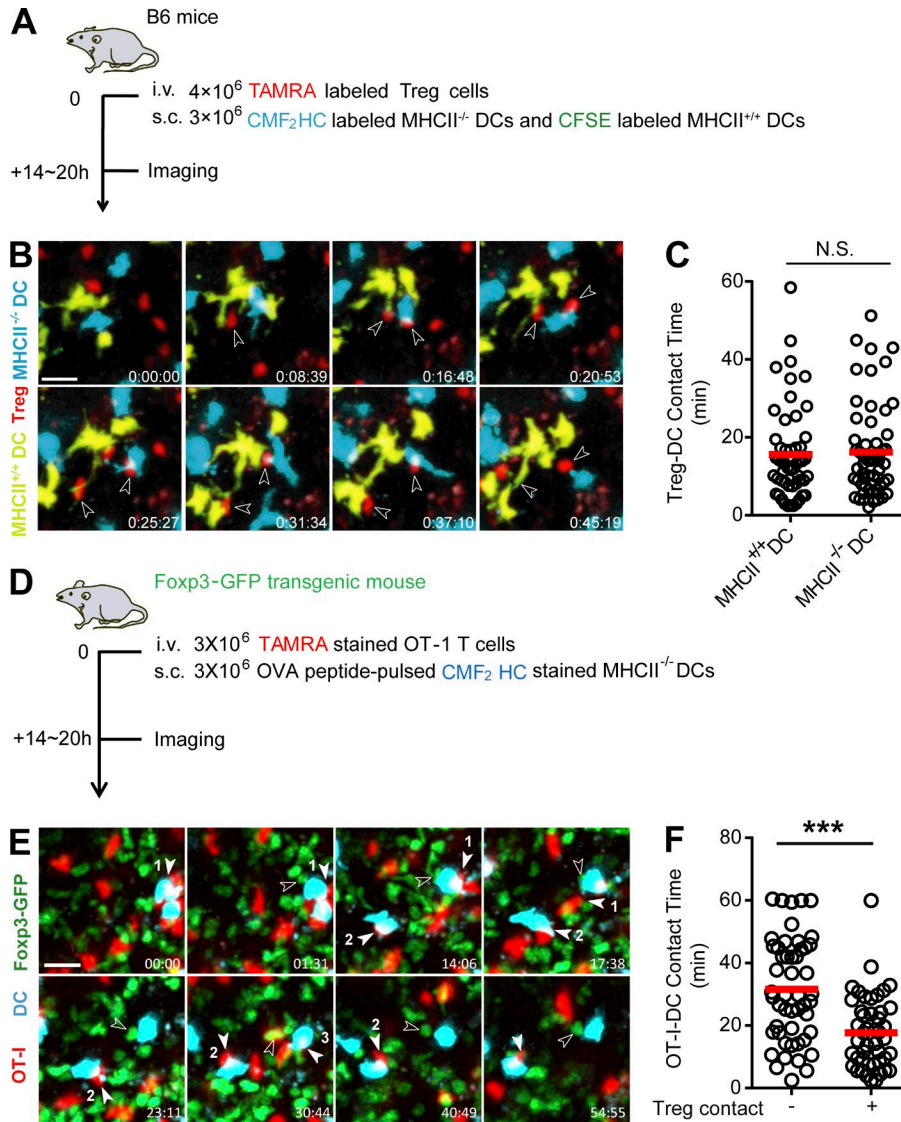 A
B6 mice
0
i.v. 4×10⁶ TAMRA labeled Treg cells
s.c. 3×10⁶ CMF₂HC labeled MHCII⁻/⁻ DCs and CFSE labeled MHCII⁺/⁺ DCs
+14~20h
Imaging
B
MHCII⁺/⁺ DC Treg MHCII⁻/⁻ DC
0:00:00
0:08:39
0:16:48
0:20:53
0:25:27
0:31:34
0:37:10
0:45:19
C
N.S.
Treg-DC Contact Time
(min)
60
40
20
0
MHCII⁺/⁺ DC
MHCII⁻/⁻ DC
D
Foxp3-GFP transgenic mouse
0
i.v. 3X10⁶ TAMRA stained OT-1 T cells
s.c. 3X10⁶ OVA peptide-pulsed CMF₂ HC stained MHCII⁻/⁻ DCs
+14~20h
Imaging
E
OT-I DC Foxp3-GFP
1
00:00
1
01:31
1
2
14:06
1
2
17:38
2
23:11
2
3
30:44
2
40:49
54:55
F
***
OT-I-DC Contact Time
(min)
80
60
40
20
0
Treg contact - +